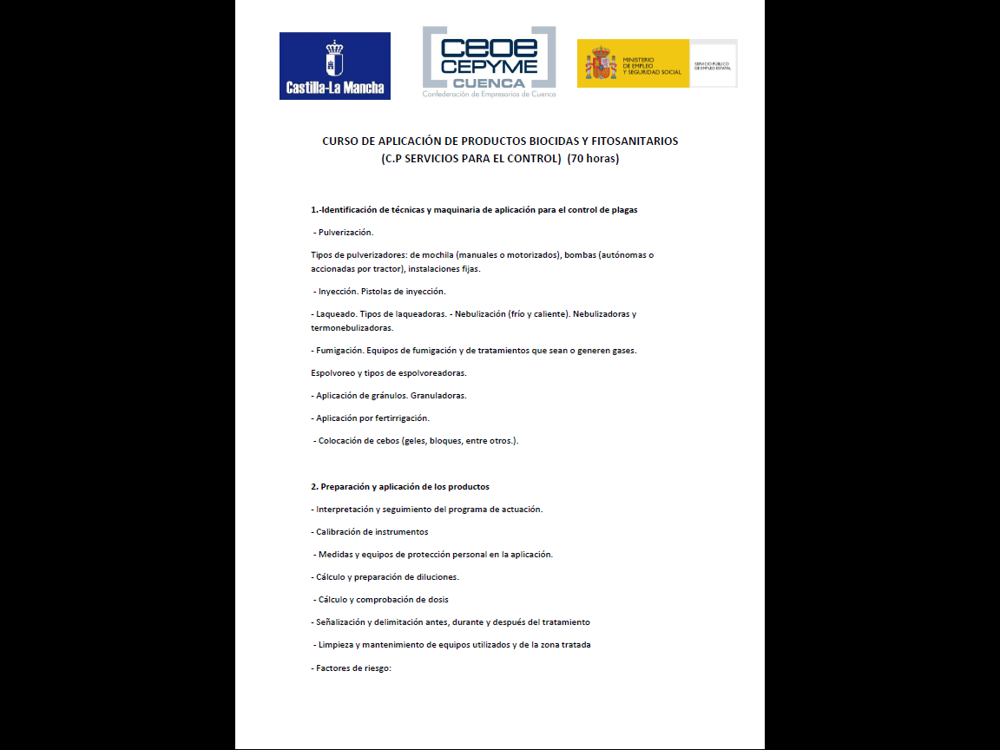 Castilla-La Mancha
CEOE
CEPYME
CUENCA
Confederación de Empresarios de Cuenca
MINISTERIO
DE EMPLEO
Y SEGURIDAD SOCIAL
SERVICIO PÚBLICO
DE EMPLEO ESTATAL
CURSO DE APLICACIÓN DE PRODUCTOS BIOCIDAS Y FITOSANITARIOS
(C.P SERVICIOS PARA EL CONTROL) (70 horas)
1.-Identificación de técnicas y maquinaria de aplicación para el control de plagas
- Pulverización.
Tipos de pulverizadores: de mochila (manuales o motorizados), bombas (autónomas o
accionadas por tractor), instalaciones fijas.
- Inyección. Pistolas de inyección.
- Laqueado. Tipos de laqueadoras. - Nebulización (frío y caliente). Nebulizadoras y
termonebulizadoras.
- Fumigación. Equipos de fumigación y de tratamientos que sean o generen gases.
Espolvoreo y tipos de espolvoreadoras.
- Aplicación de gránulos. Granuladoras.
- Aplicación por fertirrigación.
- Colocación de cebos (geles, bloques, entre otros.).
2. Preparación y aplicación de los productos
- Interpretación y seguimiento del programa de actuación.
- Calibración de instrumentos
- Medidas y equipos de protección personal en la aplicación.
- Cálculo y preparación de diluciones.
- Cálculo y comprobación de dosis
- Señalización y delimitación antes, durante y después del tratamiento
- Limpieza y mantenimiento de equipos utilizados y de la zona tratada
- Factores de riesgo: